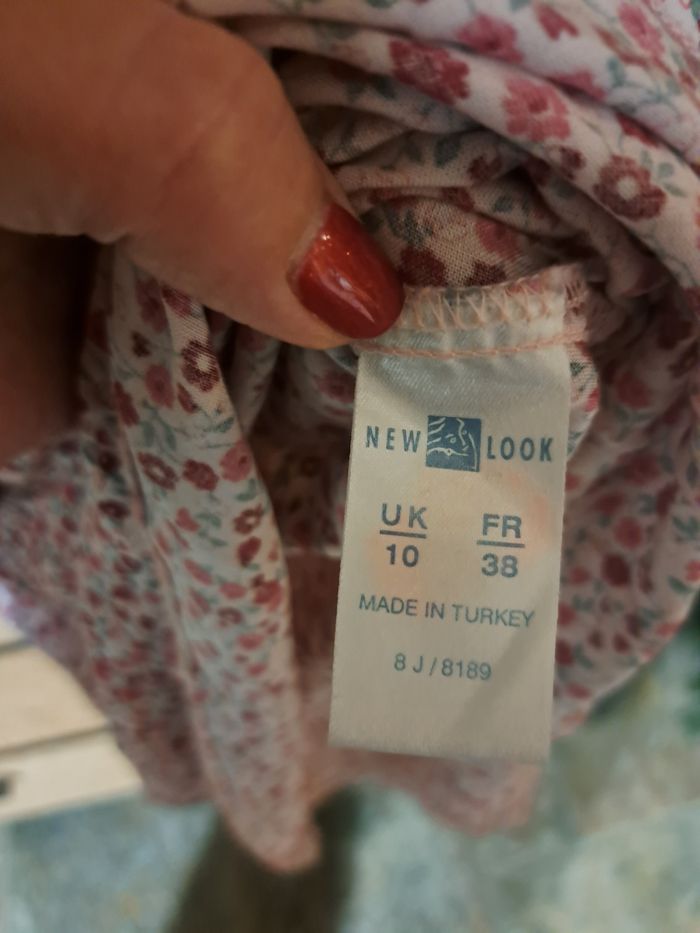 NEW LOOK
UK FR
10 38
MADE IN TURKEY
8 J / 8189